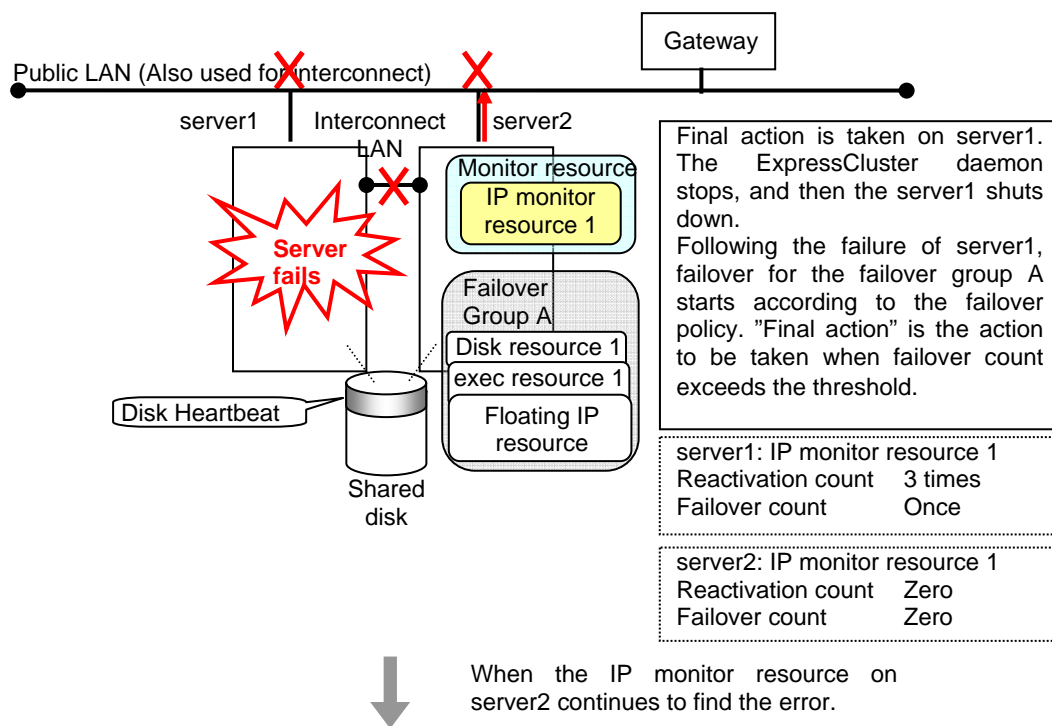 Gateway
Public LAN (Also used for interconnect)
server1
Interconnect
LAN
server2
Monitor resource
IP monitor
resource 1
Server
fails
Failover
Group A
Disk resource 1
exec resource 1
Floating IP
resource
Disk Heartbeat
Shared
disk
Final action is taken on server1.
The ExpressCluster daemon
stops, and then the server1 shuts
down.
Following the failure of server1,
failover for the failover group A
starts according to the failover
policy. ”Final action” is the action
to be taken when failover count
exceeds the threshold.
server1: IP monitor resource 1
Reactivation count 3 times
Failover count Once
server2: IP monitor resource 1
Reactivation count Zero
Failover count Zero
When the IP monitor resource on
server2 continues to find the error.